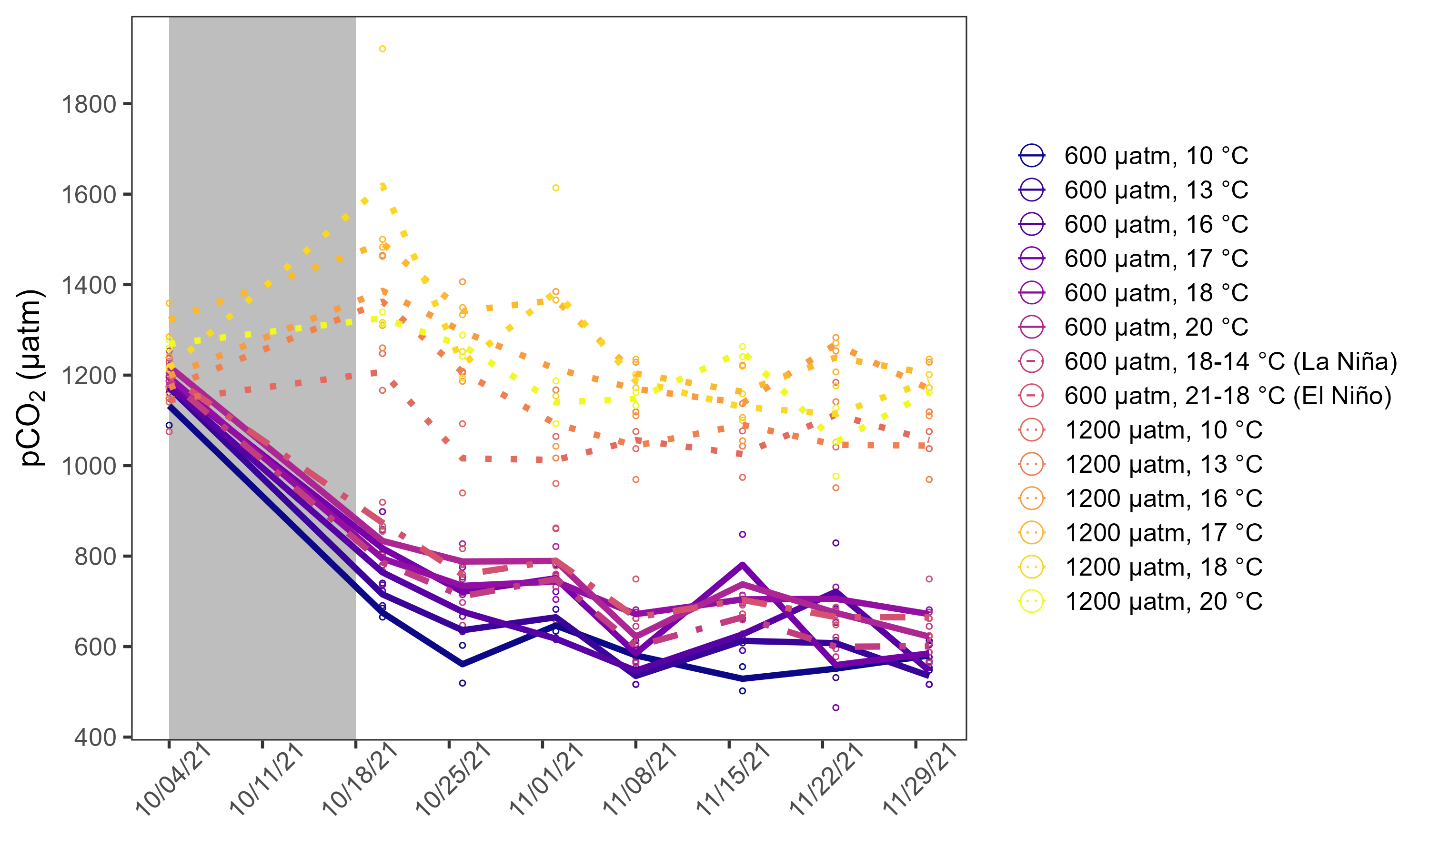 pCO₂ (µatm)
1800
1600
1400
1200
1000
800
600
400
10/04/21
10/11/21
10/18/21
10/25/21
11/01/21
11/08/21
11/15/21
11/22/21
11/29/21
600 µatm, 10 °C
600 µatm, 13 °C
600 µatm, 16 °C
600 µatm, 17 °C
600 µatm, 18 °C
600 µatm, 20 °C
600 µatm, 18-14 °C (La Niña)
600 µatm, 21-18 °C (El Niño)
1200 µatm, 10 °C
1200 µatm, 13 °C
1200 µatm, 16 °C
1200 µatm, 17 °C
1200 µatm, 18 °C
1200 µatm, 20 °C